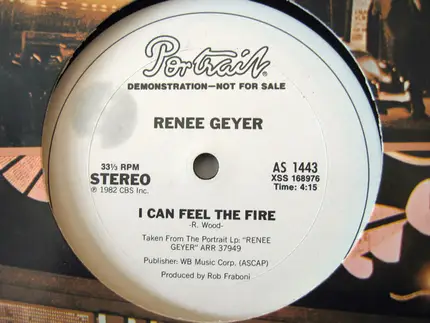 Portrait®
DEMONSTRATION—NOT FOR SALE
RENEE GEYER
33⅓ RPM
STEREO
℗ 1982 CBS Inc.
AS 1443
XSS 168976
Time: 4:15
I CAN FEEL THE FIRE
-R. Wood-
Taken From The Portrait Lp: "RENEE
GEYER" ARR 37949
Publisher: WB Music Corp. (ASCAP)
Produced by Rob Fraboni